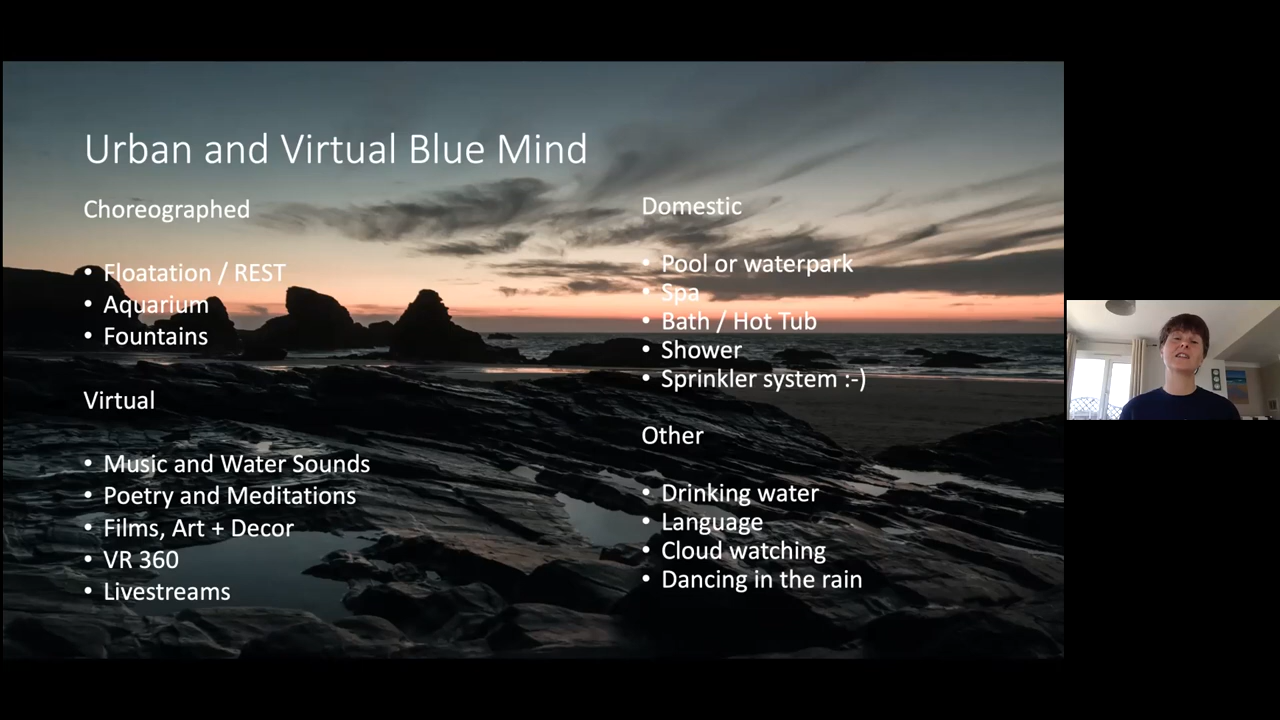 Urban and Virtual Blue Mind
Choreographed
• Floatation / REST
• Aquarium
• Fountains
Virtual
• Music and Water Sounds
• Poetry and Meditations
• Films, Art + Decor
• VR 360
• Livestreams
Domestic
• Pool or waterpark
• Spa
• Bath / Hot Tub
• Shower
• Sprinkler system :-)
Other
• Drinking water
• Language
• Cloud watching
• Dancing in the rain